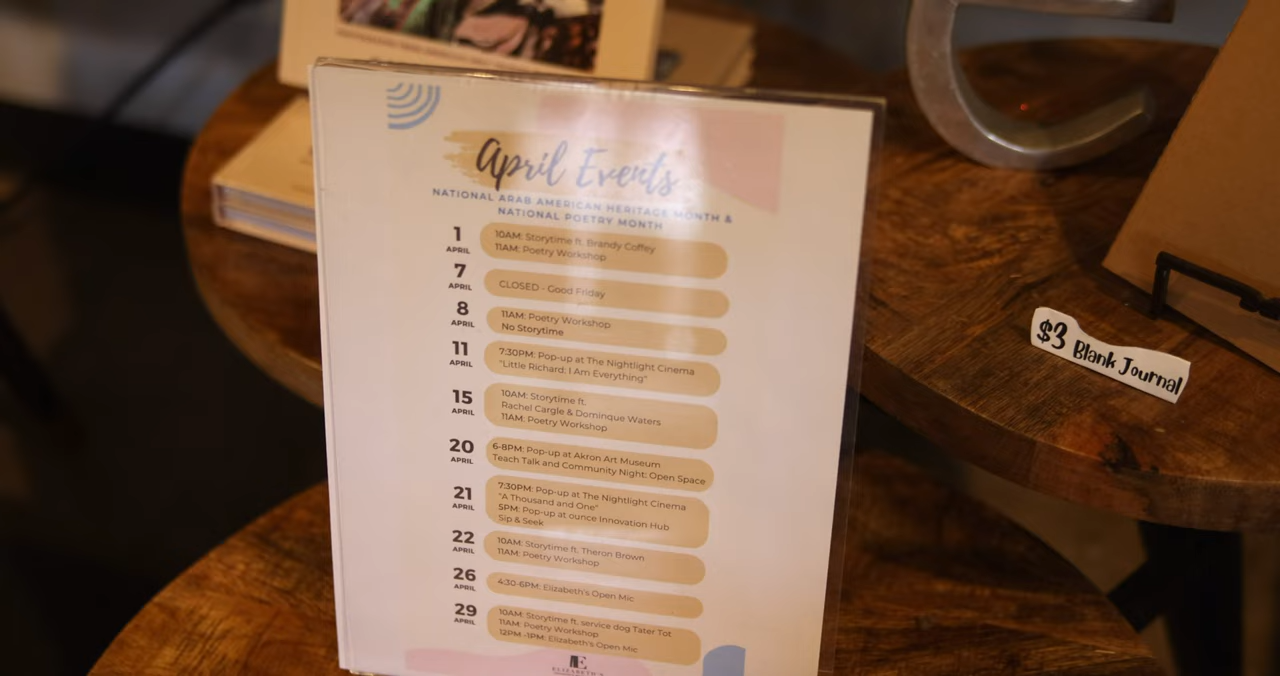 April Events
NATIONAL ARAB AMERICAN HERITAGE MONTH &
NATIONAL POETRY MONTH
1
APRIL
10AM: Storytime ft. Brandy Coffey
11AM: Poetry Workshop
7
APRIL
CLOSED - Good Friday
8
APRIL
11AM: Poetry Workshop
No Storytime
11
APRIL
7:30PM: Pop-up at The Nightlight Cinema
"Little Richard: I Am Everything"
15
APRIL
10AM: Storytime ft.
Rachel Cargle & Dominque Waters
11AM: Poetry Workshop
20
APRIL
6-8PM: Pop-up at Akron Art Museum
Teach Talk and Community Night: Open Space
21
APRIL
7:30PM: Pop-up at The Nightlight Cinema
"A Thousand and One"
5PM: Pop-up at ounce Innovation Hub
Sip & Seek
22
APRIL
10AM: Storytime ft. Theron Brown
11AM: Poetry Workshop
26
APRIL
4:30-6PM: Elizabeth's Open Mic
29
APRIL
10AM: Storytime ft. service dog Tater Tot
11AM: Poetry Workshop
12PM -1PM: Elizabeth's Open Mic
ELIZABETH'S
$3 Blank Journal